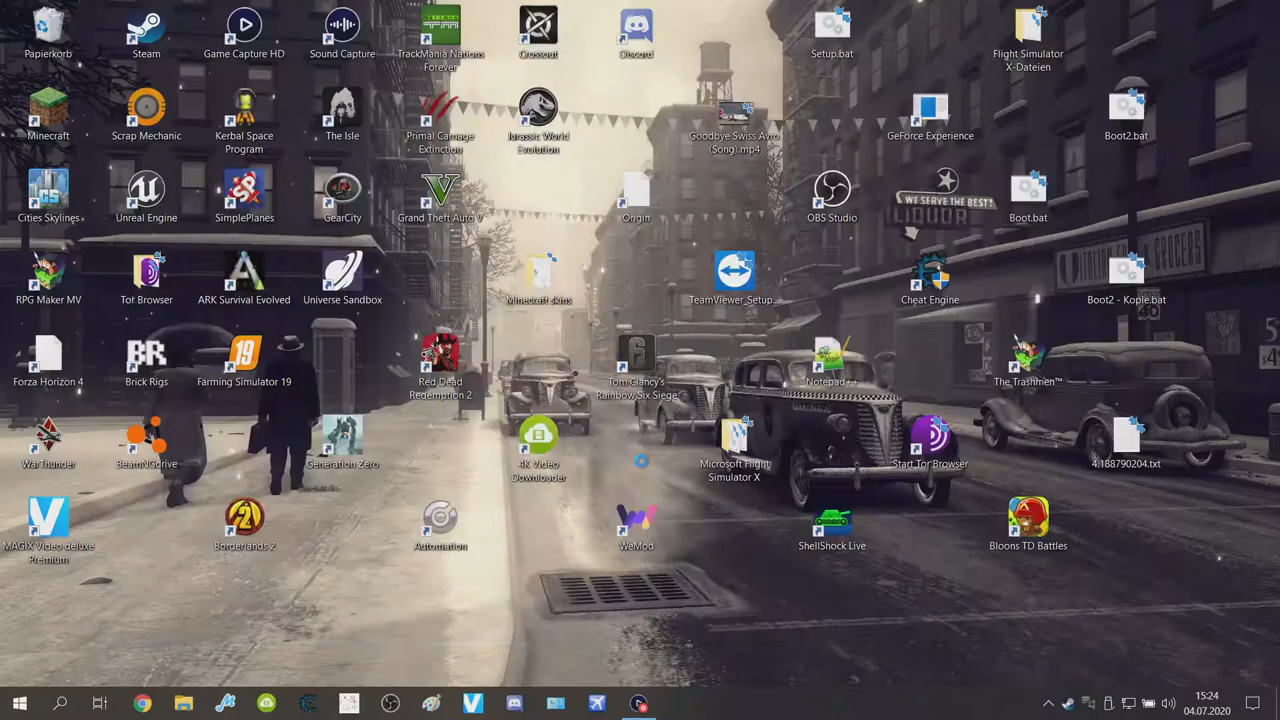 Papierkorb
Steam
Game Capture HD
Sound Capture
TrackMania Nations
Forever
Crossout
Discord
Setup.bat
Flight Simulator
X-Dateien
Minecraft
Scrap Mechanic
Kerbal Space
Program
The Isle
Primal Carnage
Extinction
Jurassic World
Evolution
Goodbye Swiss Avro
(Song).mp4
GeForce Experience
Boot2.bat
Cities Skylines
Unreal Engine
SimplePlanes
GearCity
Grand Theft Auto V
Origin
OBS Studio
WE SERVE THE BEST!
LIQUOR
Boot.bat
GROCERS
RPG Maker MV
Tor Browser
ARK Survival Evolved
Universe Sandbox
Minecraft skins
TeamViewer_Setup...
Cheat Engine
Boot2 - Kopie.bat
40
Forza Horizon 4
BR
Brick Rigs
19
Farming Simulator 19
Red Dead
Redemption 2
6
Tom Clancy's
Rainbow Six Siege
Notepad++
The Trashmen™
War Thunder
BeamNGdrive
Generation Zero
4K Video
Downloader
Microsoft Flight
Simulator X
Start Tor Browser
4.188790204.txt
MAGIX Video deluxe
Premium
Borderlands 2
Automation
WeMod
ShellShock Live
Bloons TD Battles
15:24
04.07.2020